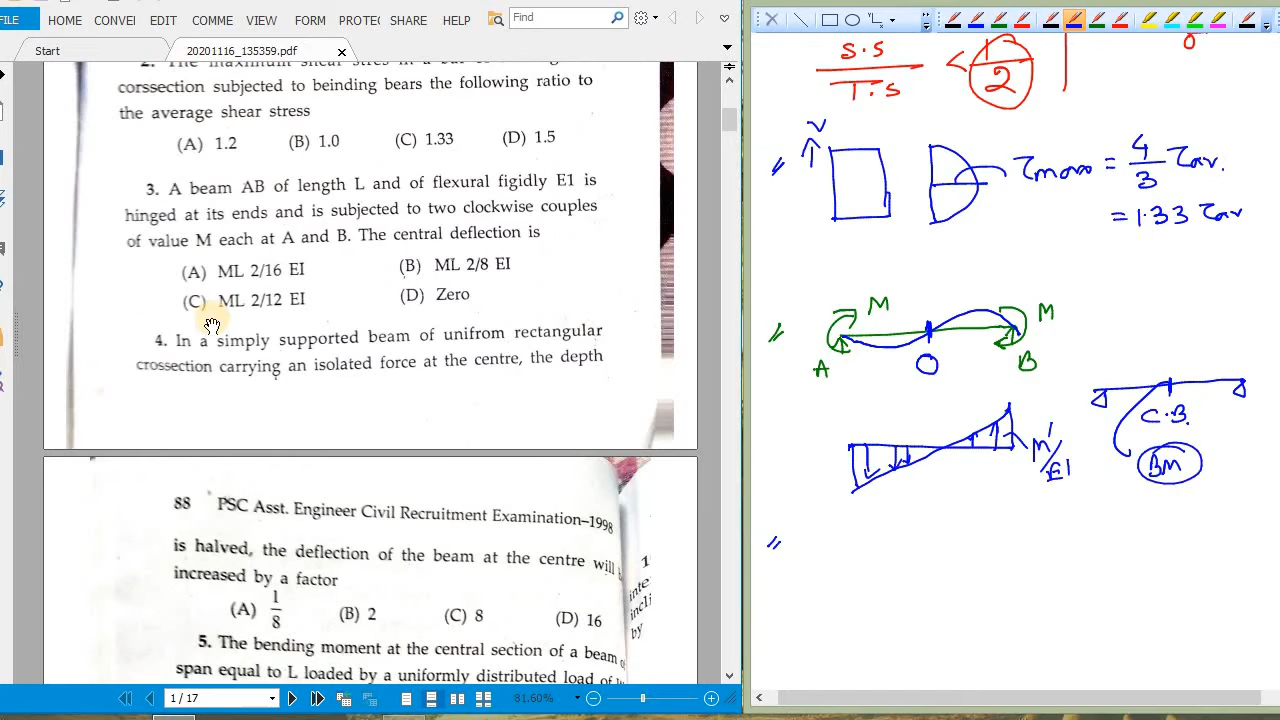 FILE HOME CONVEI EDIT COMME VIEW FORM PROTEC SHARE HELP Find
Start 20201116_135359.pdf
corssection subjected to beinding bears the following ratio to
the average shear stress
(A) 1.2 (B) 1.0 (C) 1.33 (D) 1.5
3. A beam AB of length L and of flexural figidly E1 is
hinged at its ends and is subjected to two clockwise couples
of value M each at A and B. The central deflection is
(A) ML 2/16 EI (B) ML 2/8 EI
(C) ML 2/12 EI (D) Zero
4. In a simply supported beam of unifrom rectangular
crossection carrying an isolated force at the centre, the depth
88 PSC Asst. Engineer Civil Recruitment Examination–1998
is halved, the deflection of the beam at the centre will
increased by a factor
(A) 1/8 (B) 2 (C) 8 (D) 16
5. The bending moment at the central section of a beam
span equal to L loaded by a uniformly distributed load of
inte
incli
by
1 / 17 81.60%
S.S / T.S < 1/2
V
τmax = 4/3 τav.
= 1.33 τav
M M
A O B
M/EI
C.B.
BM